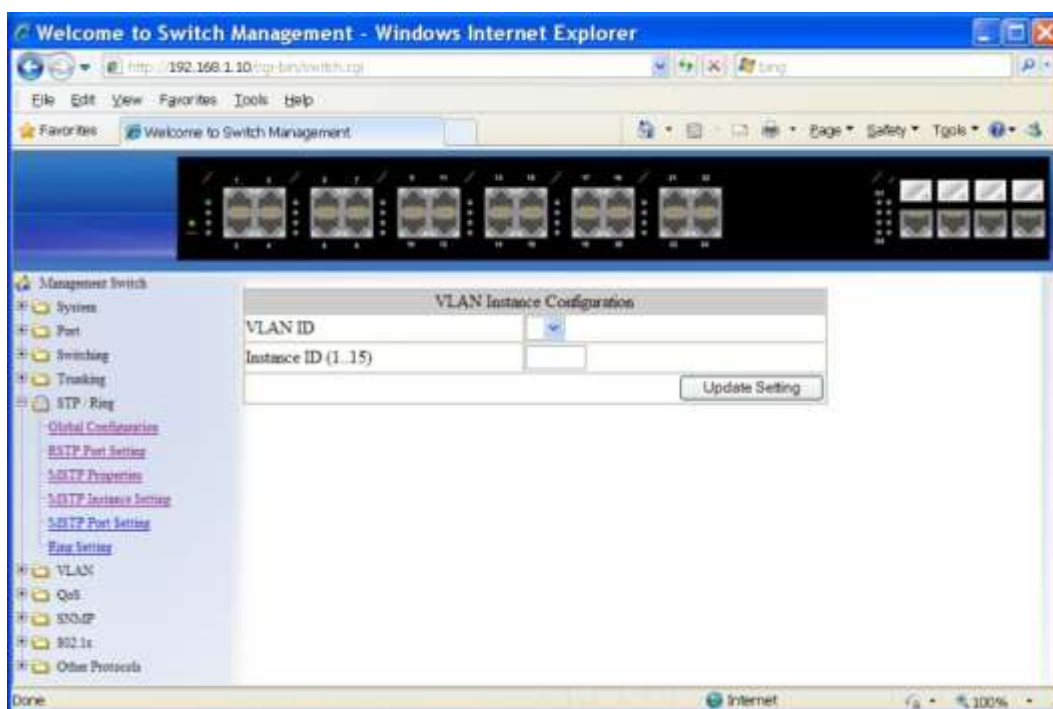 Welcome to Switch Management - Windows Internet Explorer
http://192.168.1.10/cgi-bin/switch.cgi
bing
File Edit View Favorites Tools Help
Favorites Welcome to Switch Management
Page Safety Tools
Management Switch
System
Port
Switching
Trunking
STP / Ring
Global Configuration
RSTP Port Setting
MSTP Properties
MSTP Instance Setting
MSTP Port Setting
Ring Setting
VLAN
QoS
SNMP
802.1x
Other Protocols
VLAN Instance Configuration
VLAN ID
Instance ID (1..15)
Update Setting
Done
Internet
100%